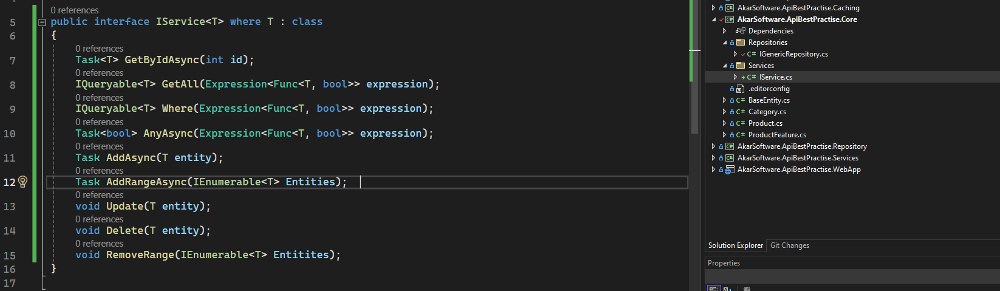 0 references
5 public interface IService<T> where T : class
6 {
0 references
7 Task<T> GetByIdAsync(int id);
0 references
8 IQueryable<T> GetAll(Expression<Func<T, bool>> expression);
0 references
9 IQueryable<T> Where(Expression<Func<T, bool>> expression);
0 references
10 Task<bool> AnyAsync(Expression<Func<T, bool>> expression);
0 references
11 Task AddAsync(T entity);
0 references
12 Task AddRangeAsync(IEnumerable<T> Entities);
0 references
13 void Update(T entity);
0 references
14 void Delete(T entity);
0 references
15 void RemoveRange(IEnumerable<T> Entitites);
16 }
17
C# AkarSoftware.ApiBestPractise.Caching
C# AkarSoftware.ApiBestPractise.Core
Dependencies
Repositories
C# IGenericRepository.cs
Services
+ C# IService.cs
.editorconfig
C# BaseEntity.cs
C# Category.cs
C# Product.cs
C# ProductFeature.cs
C# AkarSoftware.ApiBestPractise.Repository
C# AkarSoftware.ApiBestPractise.Services
AkarSoftware.ApiBestPractise.WebApp
Solution Explorer Git Changes
Properties